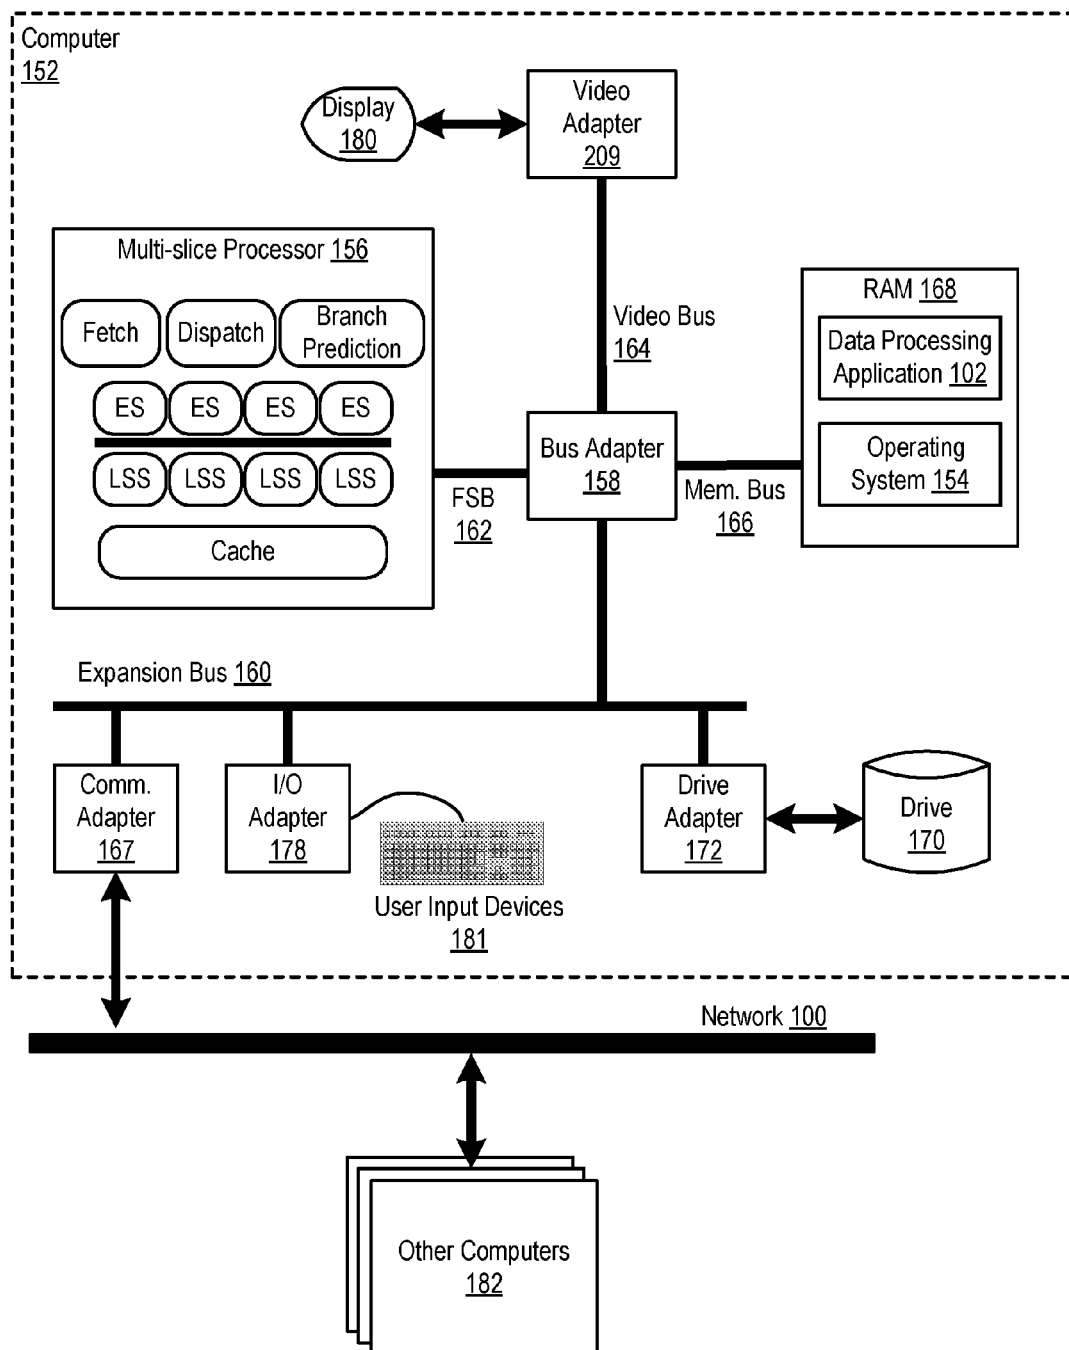 Computer
152
Display
180
Video
Adapter
209
Multi-slice Processor 156
Fetch
Dispatch
Branch
Prediction
ES
ES
ES
ES
LSS
LSS
LSS
LSS
Cache
Video Bus
164
RAM 168
Data Processing
Application 102
Operating
System 154
Bus Adapter
158
FSB
162
Mem. Bus
166
Expansion Bus 160
Comm.
Adapter
167
I/O
Adapter
178
User Input Devices
181
Drive
Adapter
172
Drive
170
Network 100
Other Computers
182